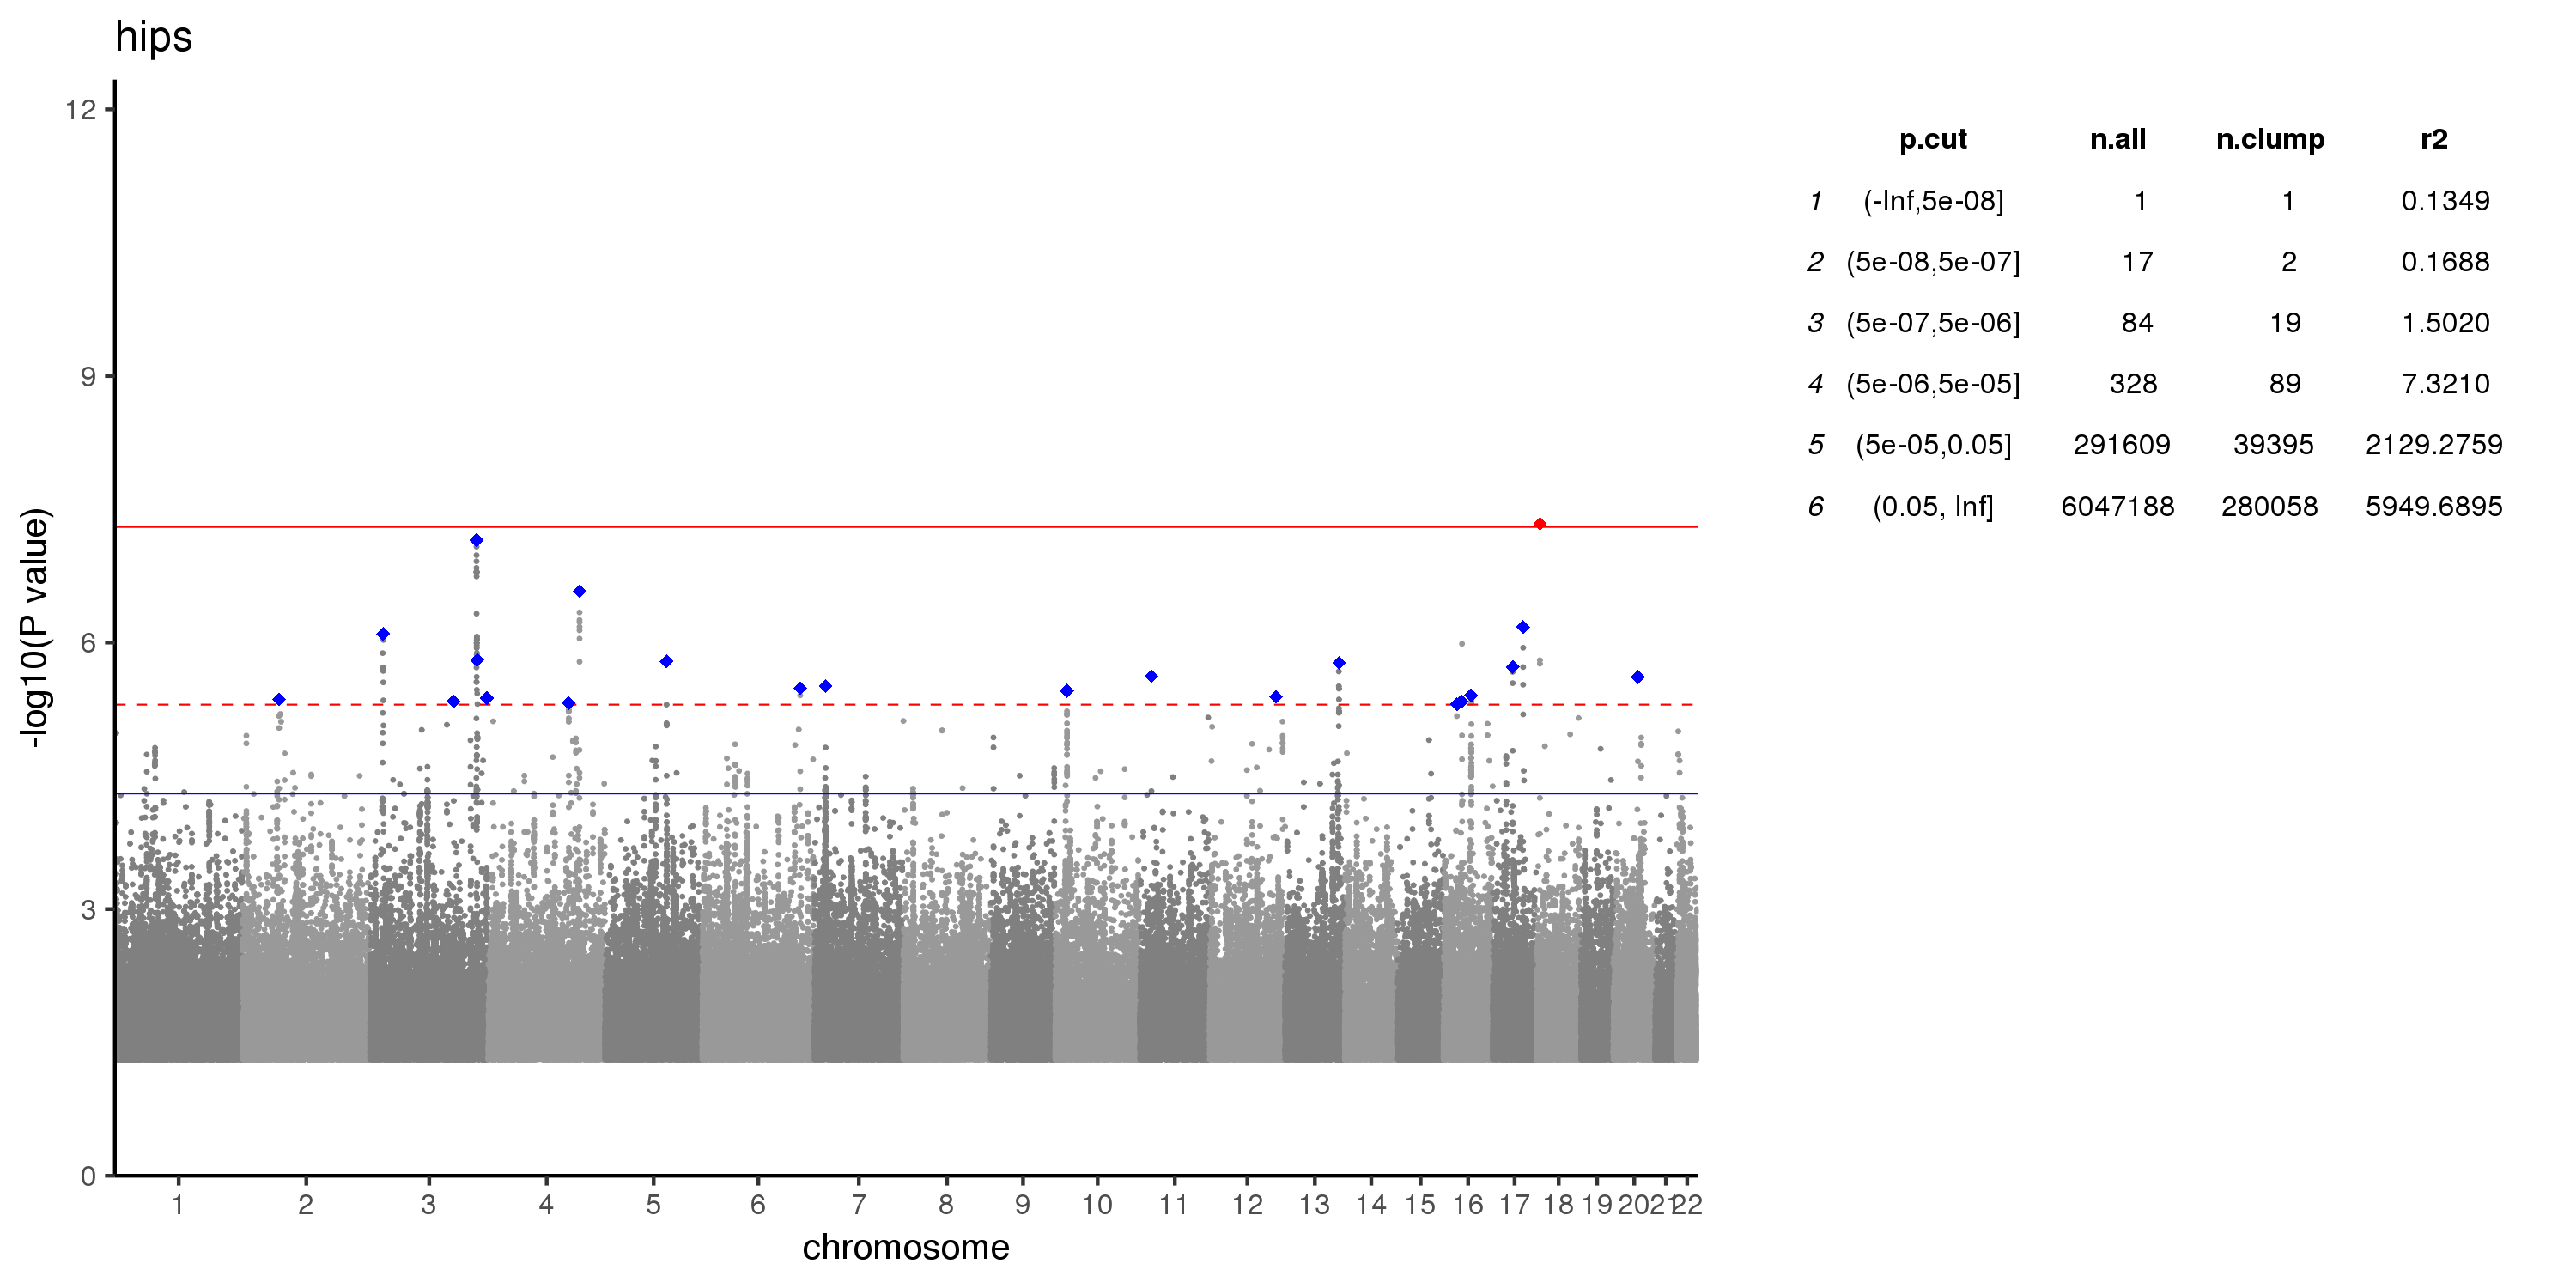 hips
12
9
6
3
0
-log10(P value)
1 2 3 4 5 6 7 8 9 10 11 12 13 14 15 16 17 18 19 20 21 22
chromosome
p.cut n.all n.clump r2
1 (-Inf,5e-08] 1 1 0.1349
2 (5e-08,5e-07] 17 2 0.1688
3 (5e-07,5e-06] 84 19 1.5020
4 (5e-06,5e-05] 328 89 7.3210
5 (5e-05,0.05] 291609 39395 2129.2759
6 (0.05, Inf] 6047188 280058 5949.6895